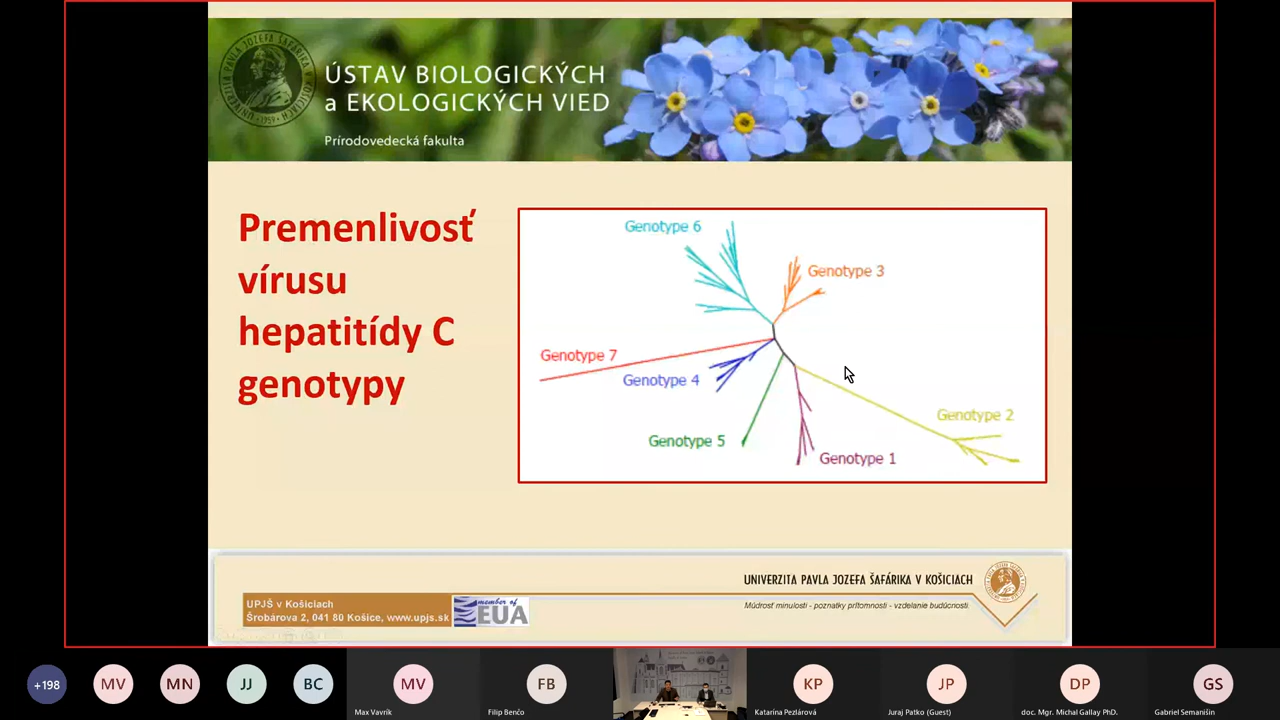 ÚSTAV BIOLOGICKÝCH
a EKOLOGICKÝCH VIED
Prírodovedecká fakulta
Premenlivosť
vírusu
hepatitídy C
genotypy
Genotype 6
Genotype 3
Genotype 7
Genotype 4
Genotype 2
Genotype 5
Genotype 1
UNIVERZITA PAVLA JOZEFA ŠAFÁRIKA V KOŠICIACH
Múdrosť minulosti - poznatky prítomnosti - vzdelanie budúcnosti.
UPJŠ v Košiciach
Šrobárova 2, 041 80 Košice, www.upjs.sk
member of
EUA
+198
MV
MN
JJ
BC
MV
FB
KP
JP
DP
GS
Max Vavrík
Filip Benčo
Katarína Pezlárová
Juraj Patko (Guest)
doc. Mgr. Michal Gallay PhD.
Gabriel Semanišin